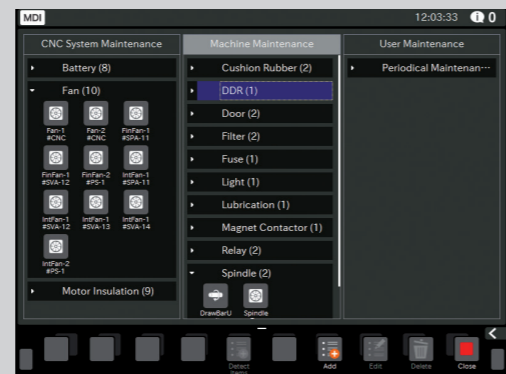 MDI
12:03:33
0
CNC System Maintenance
Machine Maintenance
User Maintenance
Battery (8)
Fan (10)
Fan-1
#CNC
Fan-2
#CNC
FinFan-1
#SPA-11
FinFan-1
#SVA-12
FinFan-2
#PS-1
IntFan-1
#SPA-11
IntFan-1
#SVA-12
IntFan-1
#SVA-13
IntFan-1
#SVA-14
IntFan-2
#PS-1
Motor Insulation (9)
Cushion Rubber (2)
DDR (1)
Door (2)
Filter (2)
Fuse (1)
Light (1)
Lubrication (1)
Magnet Contactor (1)
Relay (2)
Spindle (2)
DrawBarU
Spindle
Periodical Maintenan…
Detect
Items
Add
Edit
Delete
Close